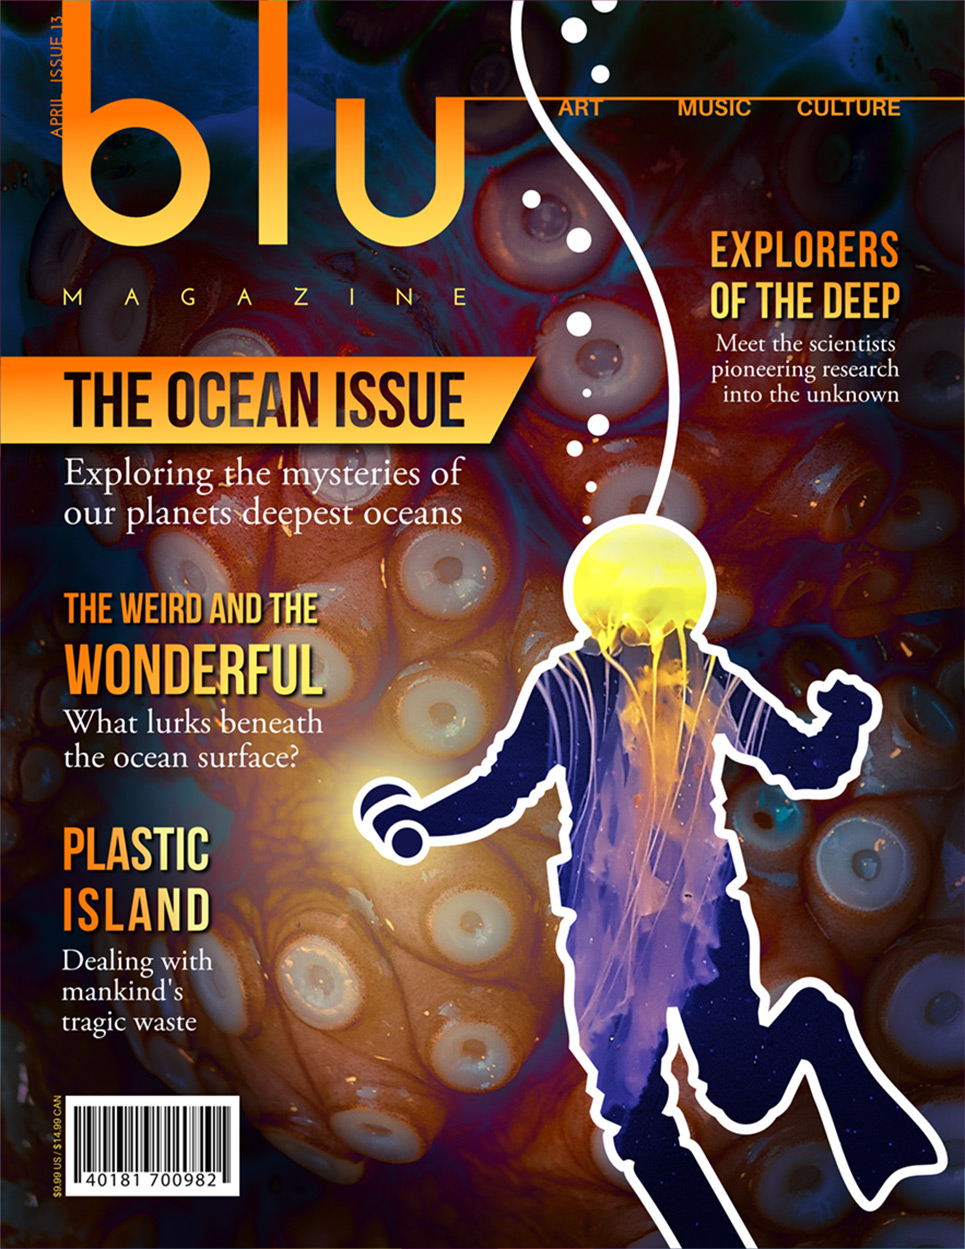 APRIL ISSUE 13
blu
MAGAZINE
ART MUSIC CULTURE
EXPLORERS
OF THE DEEP
Meet the scientists
pioneering research
into the unknown
THE OCEAN ISSUE
Exploring the mysteries of
our planets deepest oceans
THE WEIRD AND THE
WONDERFUL
What lurks beneath
the ocean surface?
PLASTIC
ISLAND
Dealing with
mankind's
tragic waste
$9.99 US / $14.99 CAN
40181 700982